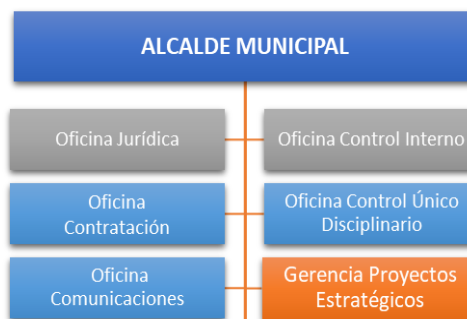 ALCALDE MUNICIPAL
Oficina Jurídica
Oficina Control Interno
Oficina
Contratación
Oficina Control Único
Disciplinario
Oficina
Comunicaciones
Gerencia Proyectos
Estratégicos